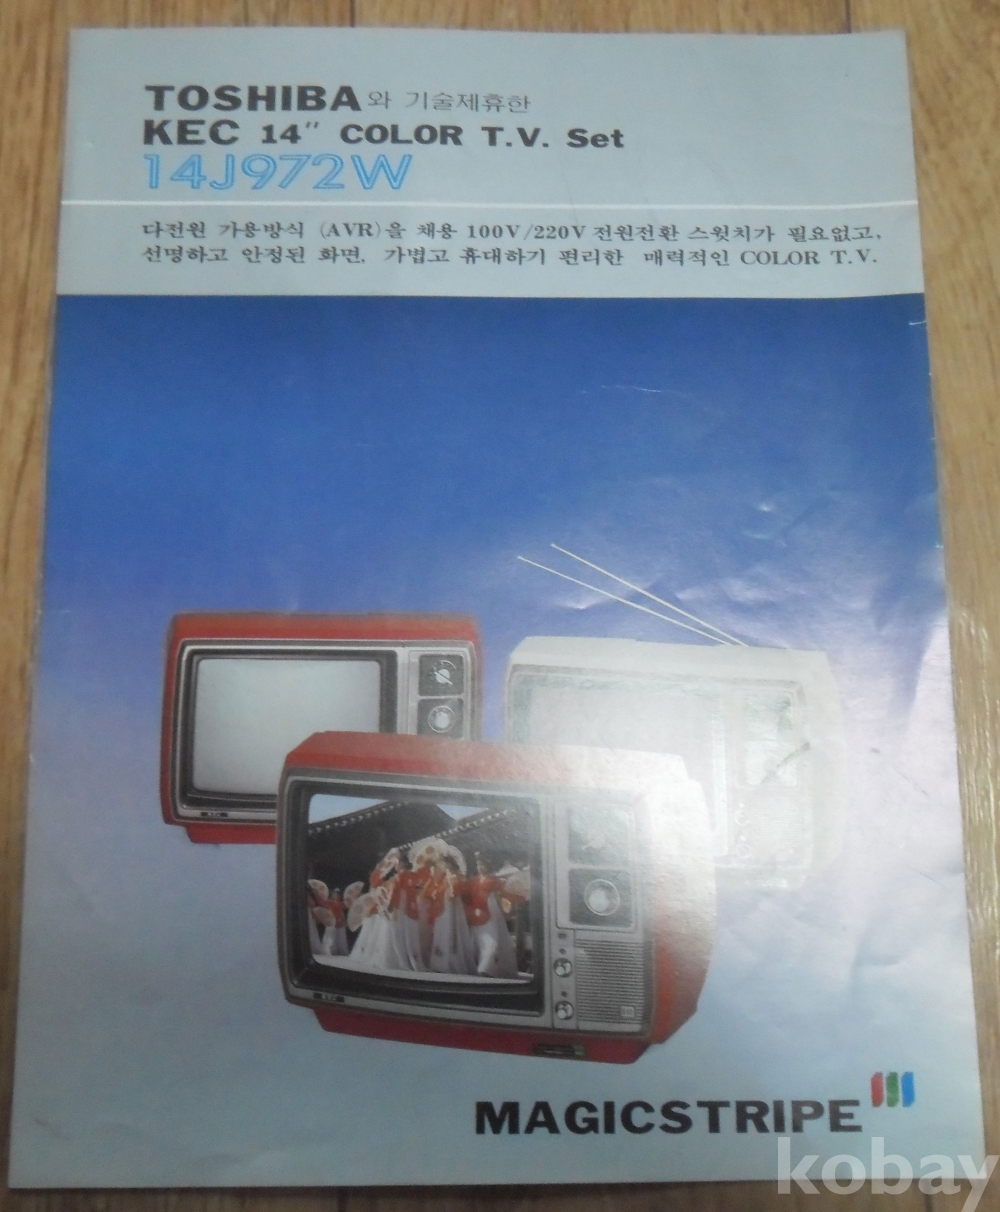 TOSHIBA와 기술제휴한
KEC 14" COLOR T.V. Set
14J972W
다전원 가용방식 (AVR)을 채용 100V/220V 전원전환 스윗치가 필요없고,
선명하고 안정된 화면, 가볍고 휴대하기 편리한 매력적인 COLOR T.V.
KEC
KEC
MAGICSTRIPE
kobay